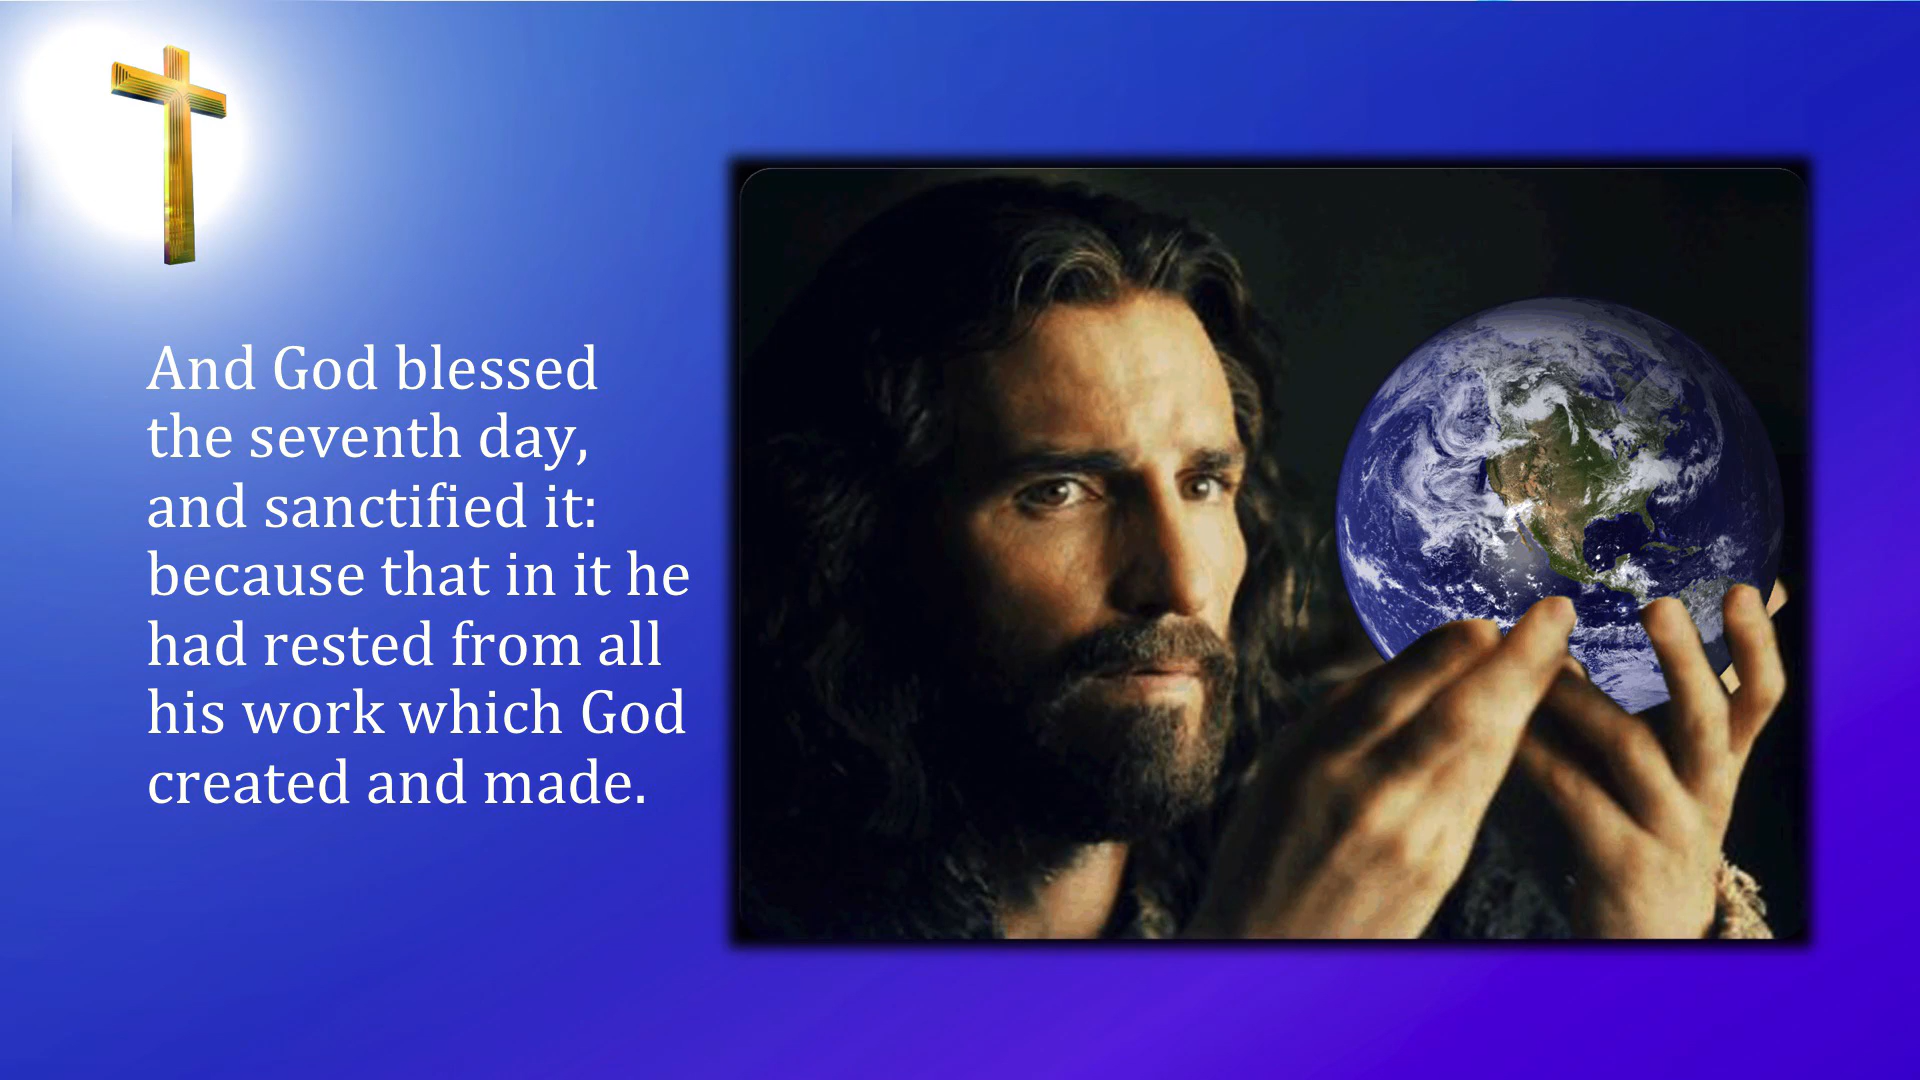 And God blessed
the seventh day,
and sanctified it:
because that in it he
had rested from all
his work which God
created and made.